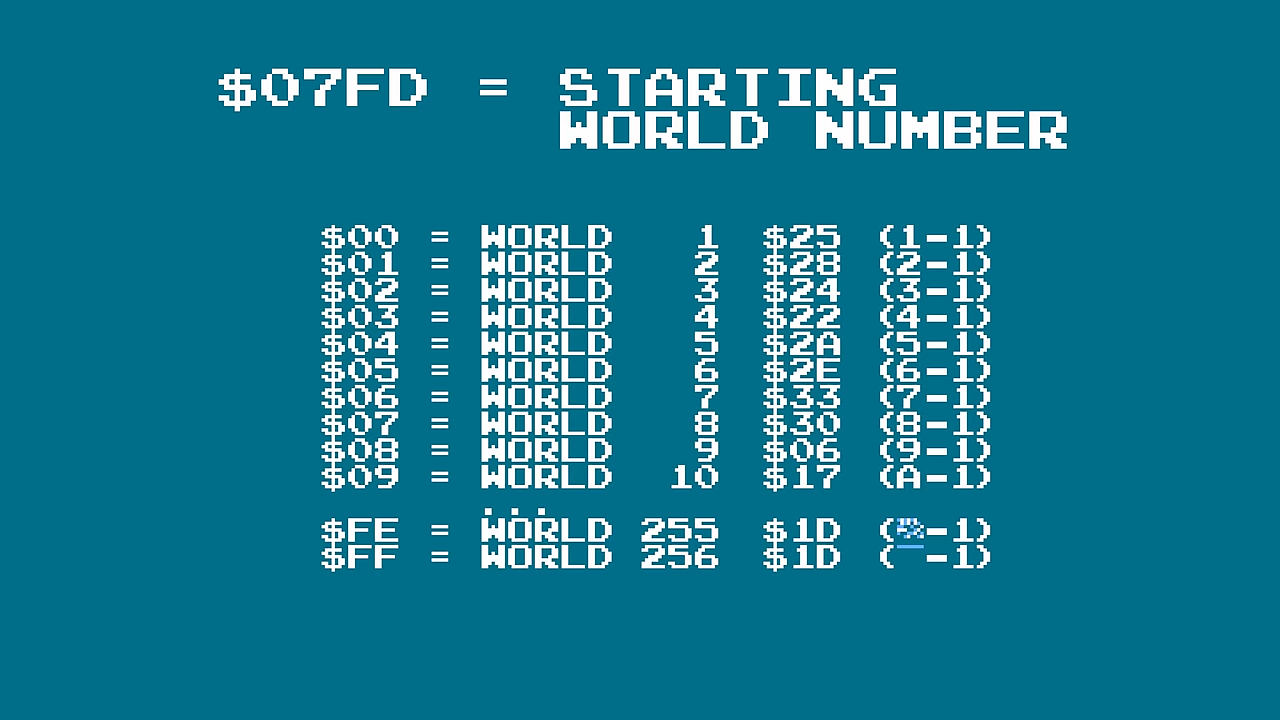 $07FD = STARTING
WORLD NUMBER
$00 = WORLD 1 $25 (1-1)
$01 = WORLD 2 $28 (2-1)
$02 = WORLD 3 $24 (3-1)
$03 = WORLD 4 $22 (4-1)
$04 = WORLD 5 $2A (5-1)
$05 = WORLD 6 $2E (6-1)
$06 = WORLD 7 $33 (7-1)
$07 = WORLD 8 $30 (8-1)
$08 = WORLD 9 $06 (9-1)
$09 = WORLD 10 $17 (A-1)
...
$FE = WORLD 255 $1D ( -1)
$FF = WORLD 256 $1D ( -1)